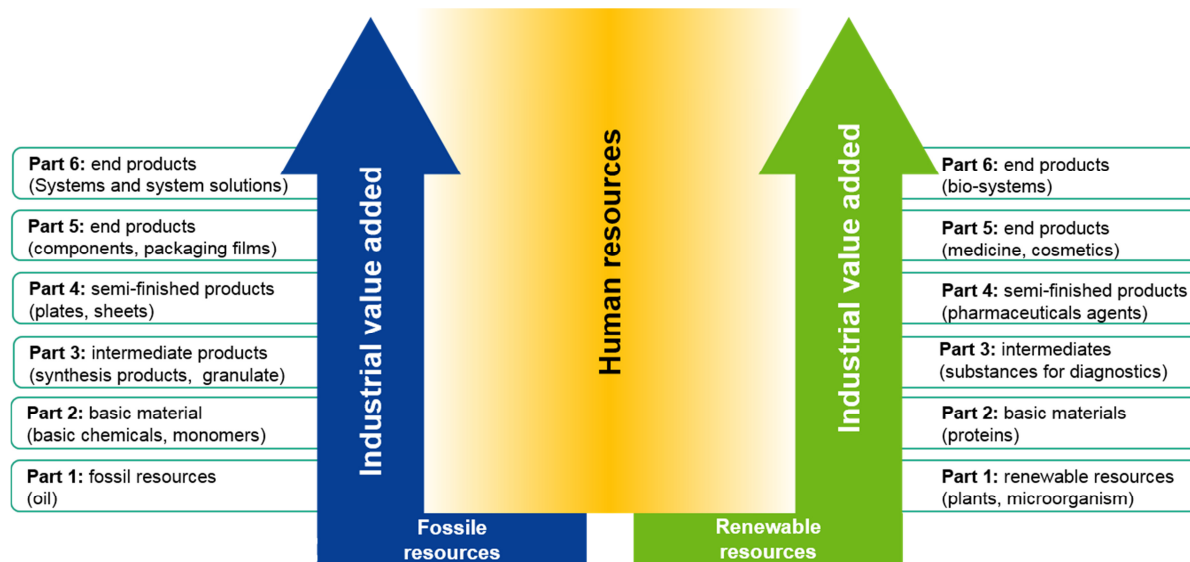 Part 6: end products
(Systems and system solutions)
Part 5: end products
(components, packaging films)
Part 4: semi-finished products
(plates, sheets)
Part 3: intermediate products
(synthesis products, granulate)
Part 2: basic material
(basic chemicals, monomers)
Part 1: fossil resources
(oil)
Industrial value added
Fossile
resources
Human resources
Industrial value added
Renewable
resources
Part 6: end products
(bio-systems)
Part 5: end products
(medicine, cosmetics)
Part 4: semi-finished products
(pharmaceuticals agents)
Part 3: intermediates
(substances for diagnostics)
Part 2: basic materials
(proteins)
Part 1: renewable resources
(plants, microorganism)